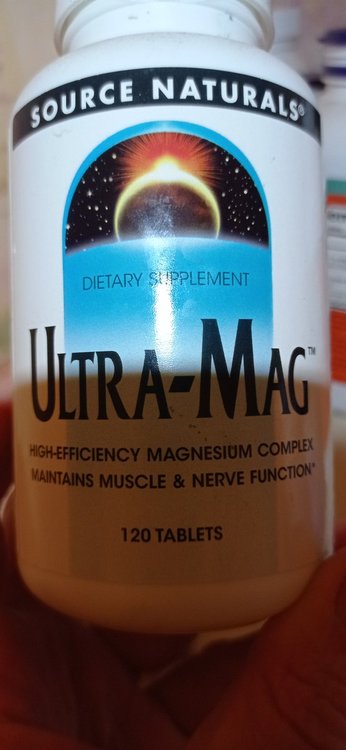 SOURCE NATURALS®
DIETARY SUPPLEMENT
ULTRA-MAG™
HIGH-EFFICIENCY MAGNESIUM COMPLEX
MAINTAINS MUSCLE & NERVE FUNCTION*
120 TABLETS